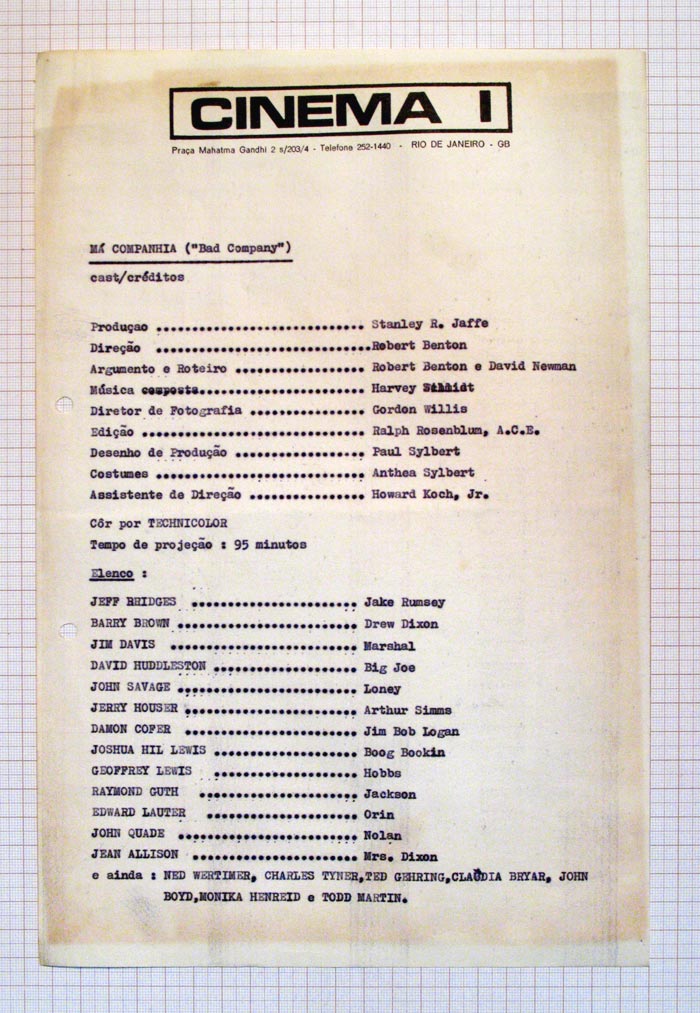 CINEMA I
Praça Mahatma Gandhi 2 s/203/4 - Telefone 252-1440 - RIO DE JANEIRO - GB
MÁ COMPANHIA ("Bad Company")
cast/créditos
Produçao ............................. Stanley R. Jaffe
Direção .............................Robert Benton
Argumento e Roteiro ................. Robert Benton e David Newman
Música composta...................... Harvey Schmidt
Diretor de Fotografia ............... Gordon Willis
Edição .............................. Ralph Rosenblum, A.C.E.
Desenho de Produção ................. Paul Sylbert
Costumes ............................ Anthea Sylbert
Assistente de Direção ............... Howard Koch, Jr.
Côr por TECHNICOLOR
Tempo de projeção : 95 minutos
Elenco :
JEFF BRIDGES ....................... Jake Rumsey
BARRY BROWN ......................... Drew Dixon
JIM DAVIS .......................... Marshal
DAVID HUDDLESTON .................... Big Joe
JOHN SAVAGE ......................... Loney
JERRY HOUSER ........................ Arthur Simms
DAMON COFER ........................ Jim Bob Logan
JOSHUA HIL LEWIS .................... Boog Bookin
GEOFFREY LEWIS .................... Hobbs
RAYMOND GUTH ...................... Jackson
EDWARD LAUTER ..................... Orin
JOHN QUADE ......................... Nolan
JEAN ALLISON ....................... Mrs. Dixon
e ainda : NED WERTIMER, CHARLES TYNER,TED GEHRING,CLAUDIA BRYAR, JOHN
BOYD,MONIKA HENREID e TODD MARTIN.